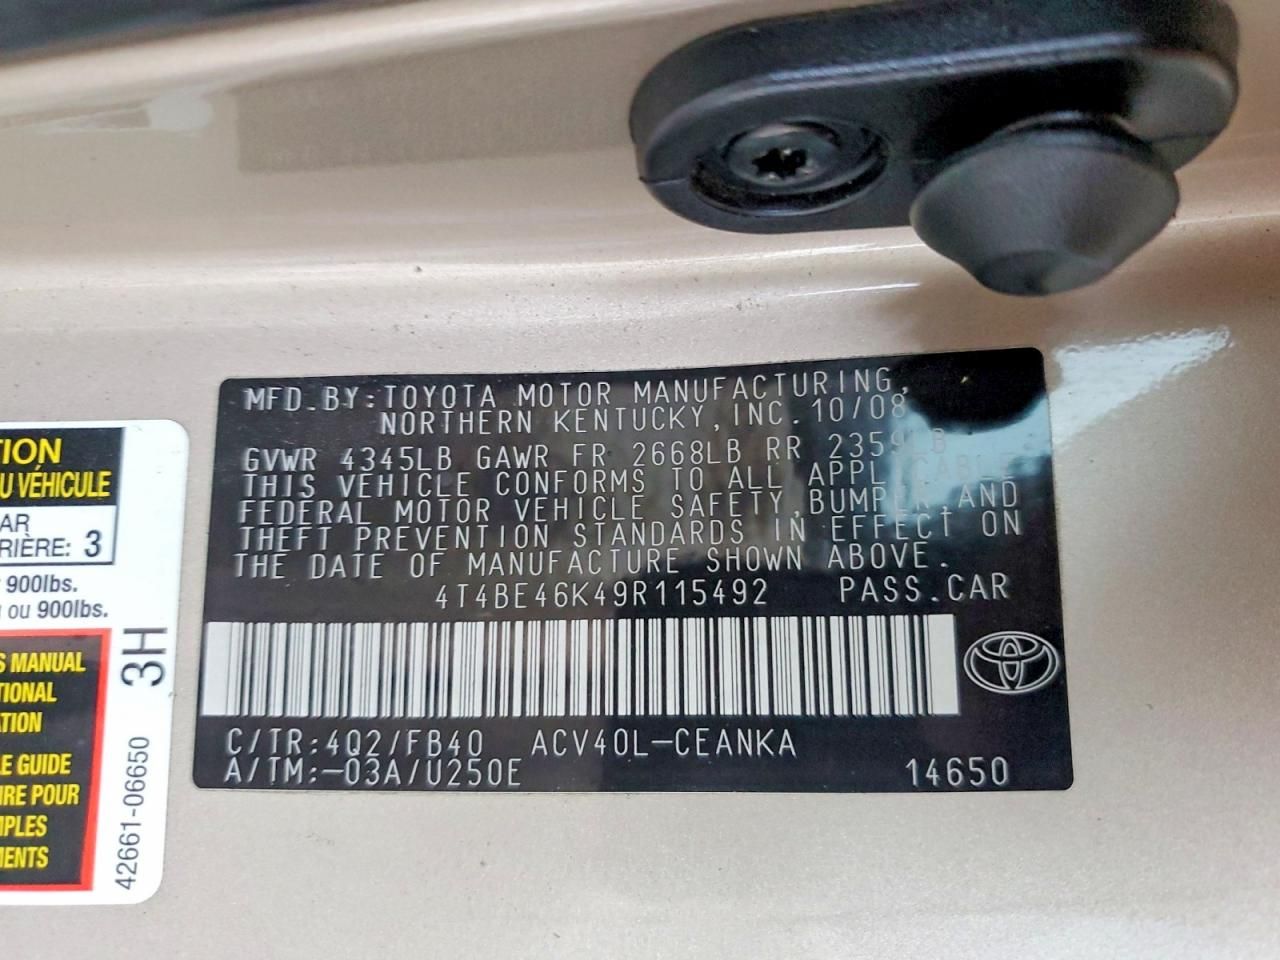 MFD.BY:TOYOTA MOTOR MANUFACTURING,
NORTHERN KENTUCKY,INC.10/08
GVWR 4345LB GAWR FR 2668LB RR 2359LB
THIS VEHICLE CONFORMS TO ALL APPLICABLE
FEDERAL MOTOR VEHICLE SAFETY,BUMPER,AND
THEFT PREVENTION STANDARDS IN EFFECT ON
THE DATE OF MANUFACTURE SHOWN ABOVE.
4T4BE46K49R115492 PASS.CAR
C/TR:4Q2/FB40 ACV40L-CEANKA
A/TM:-03A/U250E 14650
TION
U VÉHICULE
AR
RIÈRE: 3
900lbs.
ou 900lbs.
S MANUAL
TIONAL
ATION
E GUIDE
IRE POUR
MPLES
MENTS
3H
42661-06650